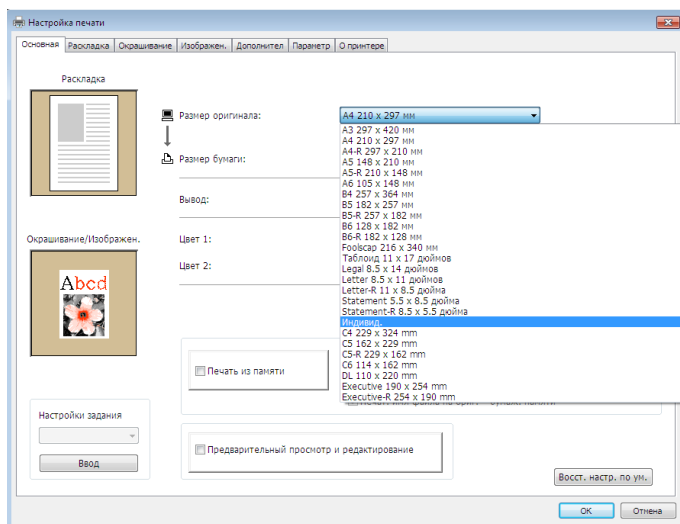 Настройка печати
Основная Раскладка Окрашивание Изображен. Дополнител Параметр О принтере
Раскладка
Размер оригинала:
A4 210 x 297 мм
Размер бумаги:
Вывод:
Окрашивание/Изображен.
Цвет 1:
Цвет 2:
Abcd
A3 297 x 420 мм
A4 210 x 297 мм
A4-R 297 x 210 мм
A5 148 x 210 мм
A5-R 210 x 148 мм
A6 105 x 148 мм
B4 257 x 364 мм
B5 182 x 257 мм
B5-R 257 x 182 мм
B6 128 x 182 мм
B6-R 182 x 128 мм
Foolscap 216 x 340 мм
Таблоид 11 x 17 дюймов
Legal 8.5 x 14 дюймов
Letter 8.5 x 11 дюймов
Letter-R 11 x 8.5 дюйма
Statement 5.5 x 8.5 дюйма
Statement-R 8.5 x 5.5 дюйма
Индивид.
C4 229 x 324 mm
C5 162 x 229 mm
C5-R 229 x 162 mm
C6 114 x 162 mm
DL 110 x 220 mm
Executive 190 x 254 mm
Executive-R 254 x 190 mm
Печать из памяти
Настройки задания
Ввод
Предварительный просмотр и редактирование
Восст. настр. по ум.
OK
Отмена